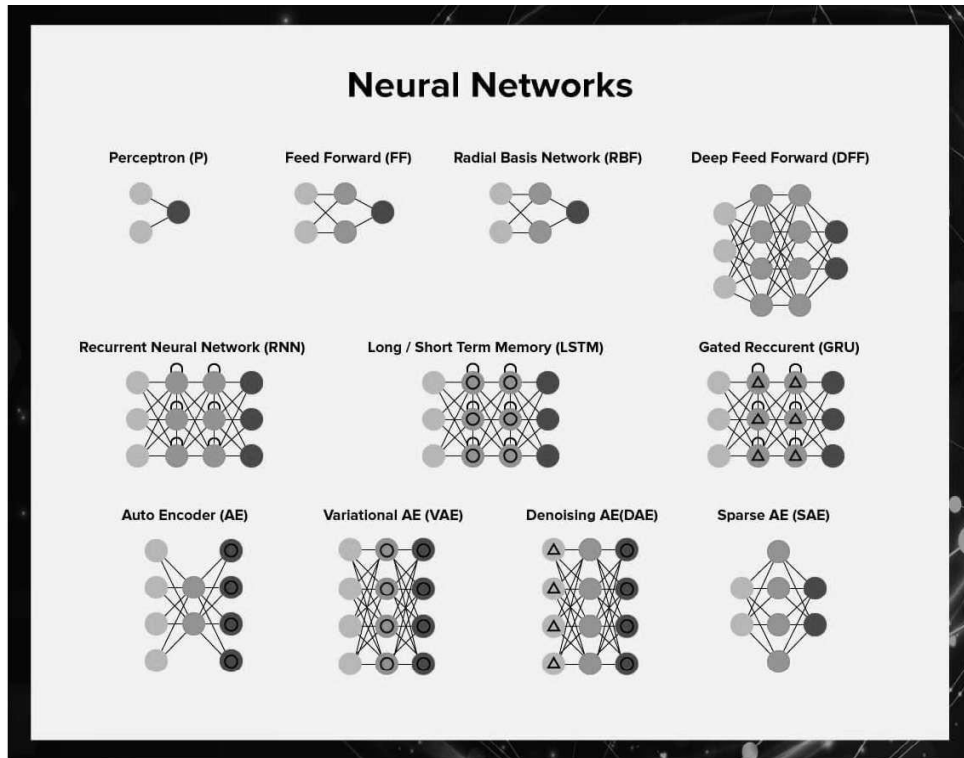 Neural Networks
Perceptron (P)
Feed Forward (FF)
Radial Basis Network (RBF)
Deep Feed Forward (DFF)
Recurrent Neural Network (RNN)
Long / Short Term Memory (LSTM)
Gated Reccurent (GRU)
Auto Encoder (AE)
Variational AE (VAE)
Denoising AE(DAE)
Sparse AE (SAE)